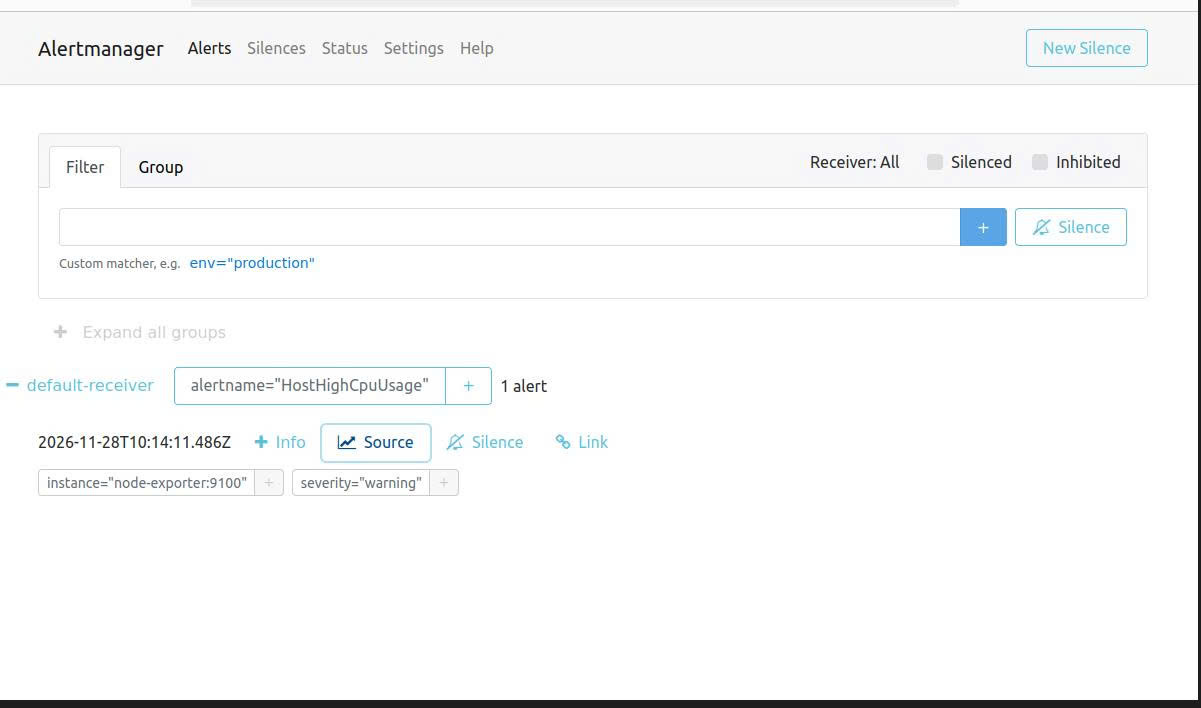 Alertmanager Alerts Silences Status Settings Help New Silence
Filter Group Receiver: All Silenced Inhibited
+ Silence
Custom matcher, e.g. env="production"
+ Expand all groups
− default-receiver alertname="HostHighCpuUsage" + 1 alert
2026-11-28T10:14:11.486Z + Info Source Silence Link
instance="node-exporter:9100" + severity="warning" +